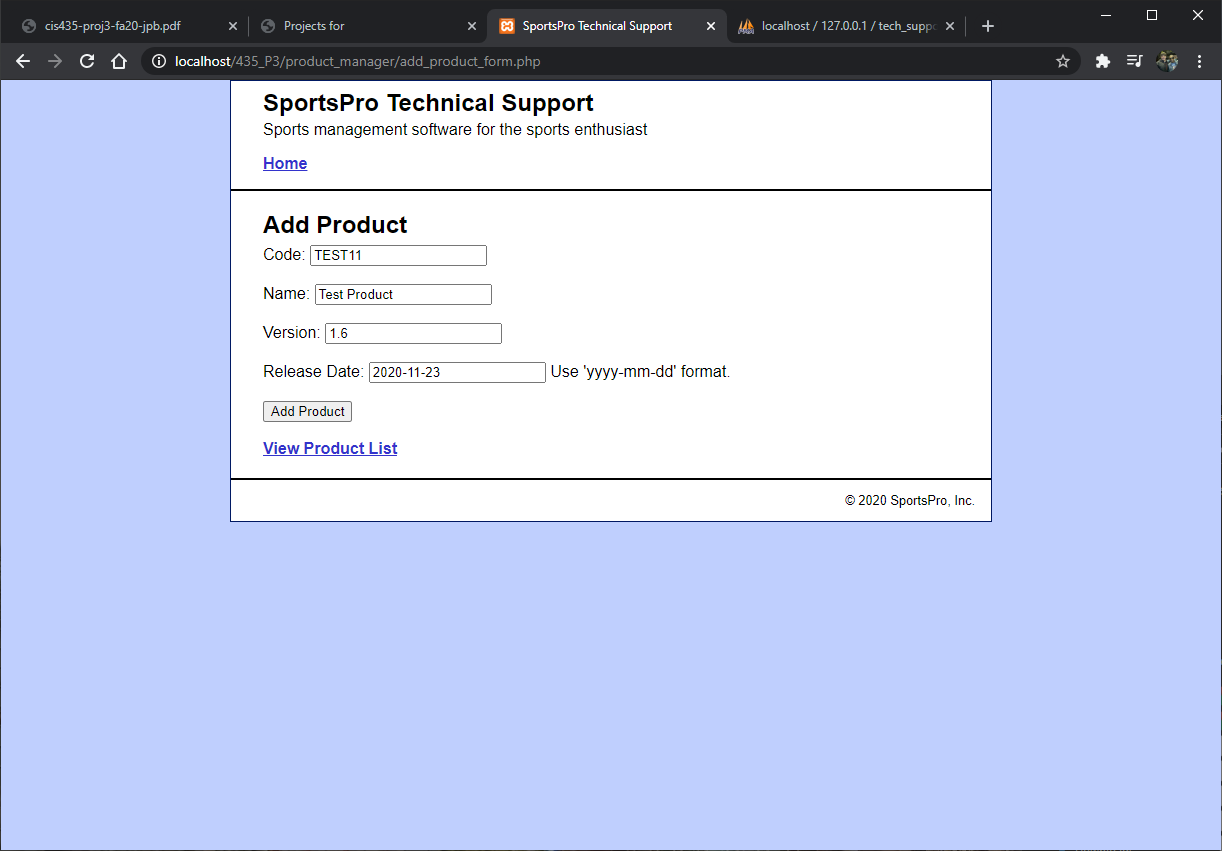 cis435-proj3-fa20-jpb.pdf
Projects for
SportsPro Technical Support
localhost / 127.0.0.1 / tech_suppo
localhost/435_P3/product_manager/add_product_form.php
SportsPro Technical Support
Sports management software for the sports enthusiast
Home
Add Product
Code: TEST11
Name: Test Product
Version: 1.6
Release Date: 2020-11-23 Use 'yyyy-mm-dd' format.
Add Product
View Product List
© 2020 SportsPro, Inc.